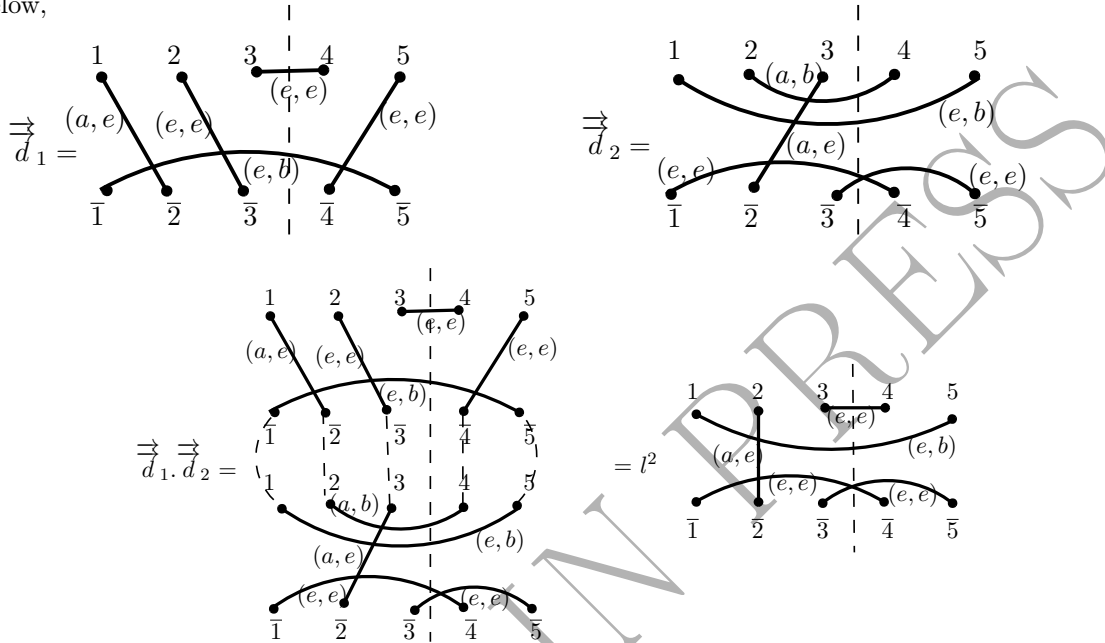 low,
1 2 3 4 5
(e, e)
(a, e) (e, e) (e, e)
d⃗ 1 =
(e, b)
1̅ 2̅ 3̅ 4̅ 5̅
1 2 3 4 5
(a, b)
(e, b)
d⃗ 2 =
(a, e)
(e, e) (e, e)
1̅ 2̅ 3̅ 4̅ 5̅
1 2 3 4 5
(e, e)
(a, e) (e, e) (e, e)
(e, b)
1̅ 2̅ 3̅ 4̅ 5̅
d⃗ 1. d⃗ 2 =
1 2 3 4 5
(a, b)
(e, b)
(a, e)
(e, e) (e, e)
1̅ 2̅ 3̅ 4̅ 5̅
= l²
1 2 3 4 5
(e, e)
(e, b)
(a, e)
(e, e) (e, e)
1̅ 2̅ 3̅ 4̅ 5̅
IN PRESS